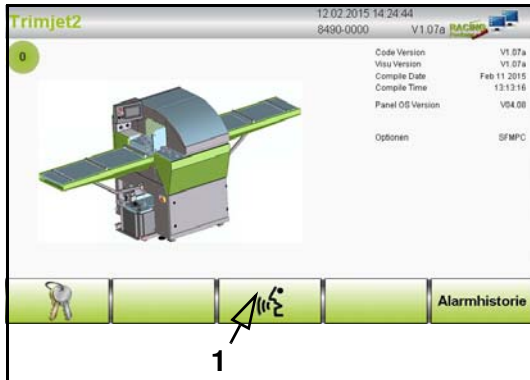 Trimjet2
12.02.2015 14:24:44
8490-0000 V1.07a RACING
0
Code Version V1.07a
Visu Version V1.07a
Compile Date Feb 11 2015
Compile Time 13:13:16
Panel OS Version V04.00
Optionen SFMPC
Alarmhistorie
1